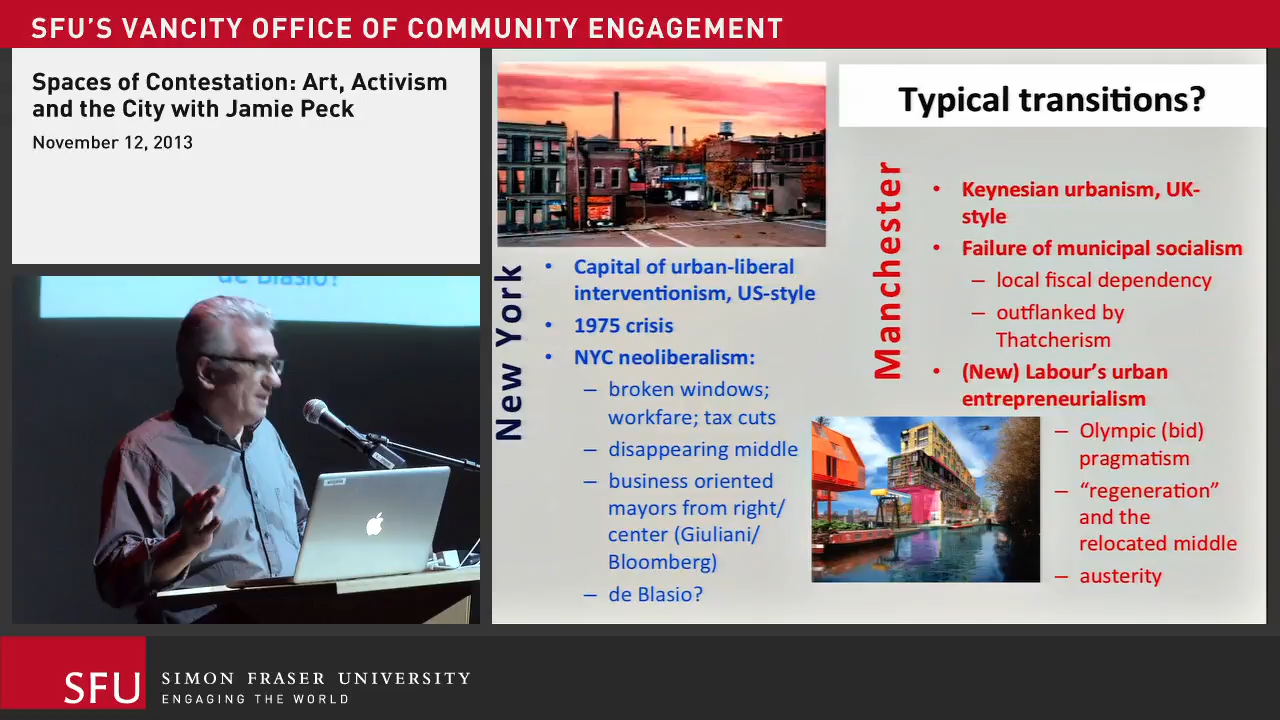 SFU'S VANCITY OFFICE OF COMMUNITY ENGAGEMENT
Spaces of Contestation: Art, Activism
and the City with Jamie Peck
November 12, 2013
de Blasio?
Typical transitions?
New York
• Capital of urban-liberal
interventionism, US-style
• 1975 crisis
• NYC neoliberalism:
– broken windows;
workfare; tax cuts
– disappearing middle
– business oriented
mayors from right/
center (Giuliani/
Bloomberg)
– de Blasio?
Manchester
• Keynesian urbanism, UK-
style
• Failure of municipal socialism
– local fiscal dependency
– outflanked by
Thatcherism
• (New) Labour's urban
entrepreneurialism
– Olympic (bid)
pragmatism
– “regeneration”
and the
relocated middle
– austerity
SFU
SIMON FRASER UNIVERSITY
ENGAGING THE WORLD